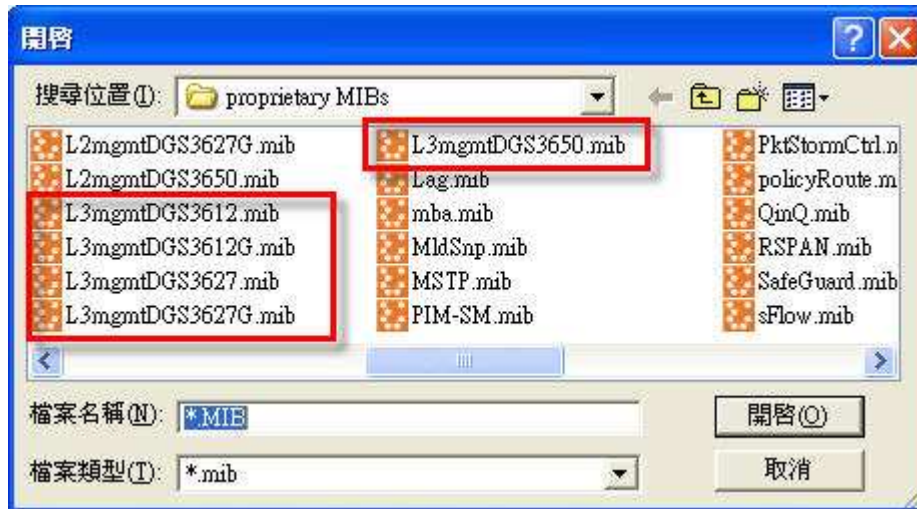 開啓
搜尋位置(I): proprietary MIBs
L2mgmtDGS3627G.mib
L2mgmtDGS3650.mib
L3mgmtDGS3612.mib
L3mgmtDGS3612G.mib
L3mgmtDGS3627.mib
L3mgmtDGS3627G.mib
L3mgmtDGS3650.mib
Lag.mib
mba.mib
MldSnp.mib
MSTP.mib
PIM-SM.mib
PktStormCtrl.n
policyRoute.m
QinQ.mib
RSPAN.mib
SafeGuard.mib
sFlow.mib
檔案名稱(N): *.MIB
開啓(O)
檔案類型(T): *.mib
取消